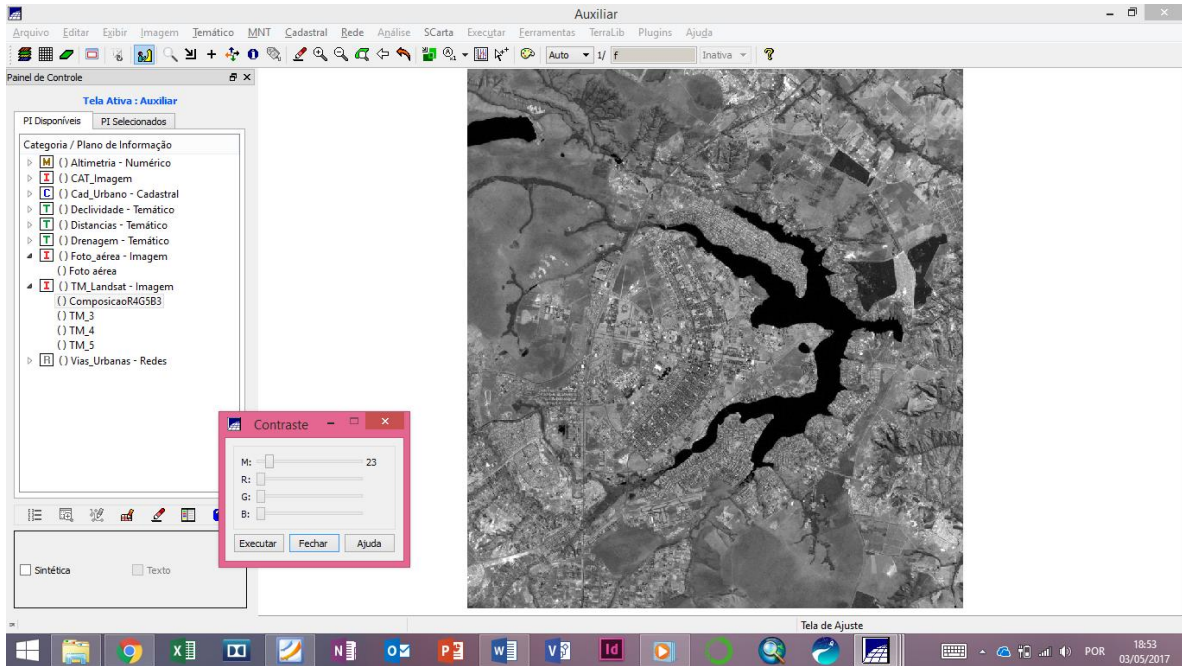 Auxiliar
Arquivo Editar Exibir Imagem Temático MNT Cadastral Rede Análise SCarta Executar Ferramentas TerraLib Plugins Ajuda
Auto 1/ f Inativa
Painel de Controle
Tela Ativa : Auxiliar
PI Disponíveis PI Selecionados
Categoria / Plano de Informação
M () Altimetria - Numérico
I () CAT_Imagem
C () Cad_Urbano - Cadastral
T () Declividade - Temático
T () Distancias - Temático
T () Drenagem - Temático
I () Foto_aérea - Imagem
() Foto aérea
I () TM_Landsat - Imagem
() ComposicaoR4G5B3
() TM_3
() TM_4
() TM_5
R () Vias_Urbanas - Redes
Contraste
M: 23
R:
G:
B:
Executar Fechar Ajuda
Sintética Texto
Tela de Ajuste
POR
18:53
03/05/2017